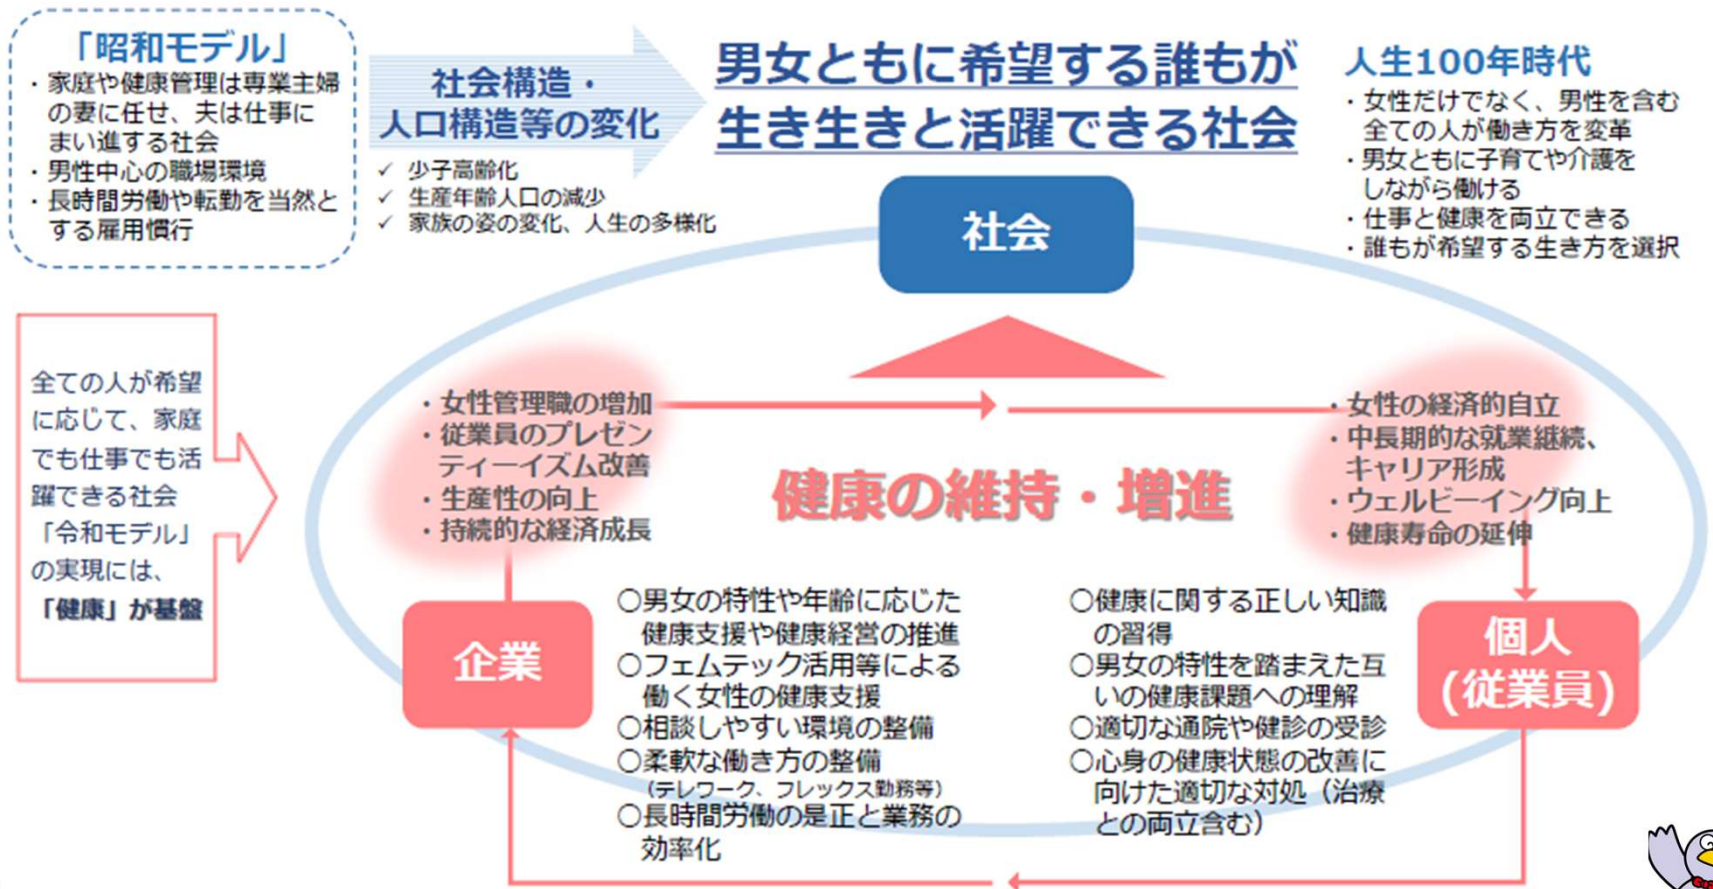 「昭和モデル」
・家庭や健康管理は専業主婦
の妻に任せ、夫は仕事に
まい進する社会
・男性中心の職場環境
・長時間労働や転勤を当然と
する雇用慣行
社会構造・
人口構造等の変化
✓ 少子高齢化
✓ 生産年齢人口の減少
✓ 家族の姿の変化、人生の多様化
男女ともに希望する誰もが
生き生きと活躍できる社会
人生100年時代
・女性だけでなく、男性を含む
全ての人が働き方を変革
・男女ともに子育てや介護を
しながら働ける
・仕事と健康を両立できる
・誰もが希望する生き方を選択
社会
全ての人が希望
に応じて、家庭
でも仕事でも活
躍できる社会
「令和モデル」
の実現には、
「健康」が基盤
・女性管理職の増加
・従業員のプレゼン
ティーイズム改善
・生産性の向上
・持続的な経済成長
健康の維持・増進
・女性の経済的自立
・中長期的な就業継続、
キャリア形成
・ウェルビーイング向上
・健康寿命の延伸
企業
○男女の特性や年齢に応じた
健康支援や健康経営の推進
○フェムテック活用等による
働く女性の健康支援
○相談しやすい環境の整備
○柔軟な働き方の整備
（テレワーク、フレックス勤務等）
○長時間労働の是正と業務の
効率化
○健康に関する正しい知識
の習得
○男女の特性を踏まえた互
いの健康課題への理解
○適切な通院や健診の受診
○心身の健康状態の改善に
向けた適切な対処（治療
との両立含む）
個人
(従業員)